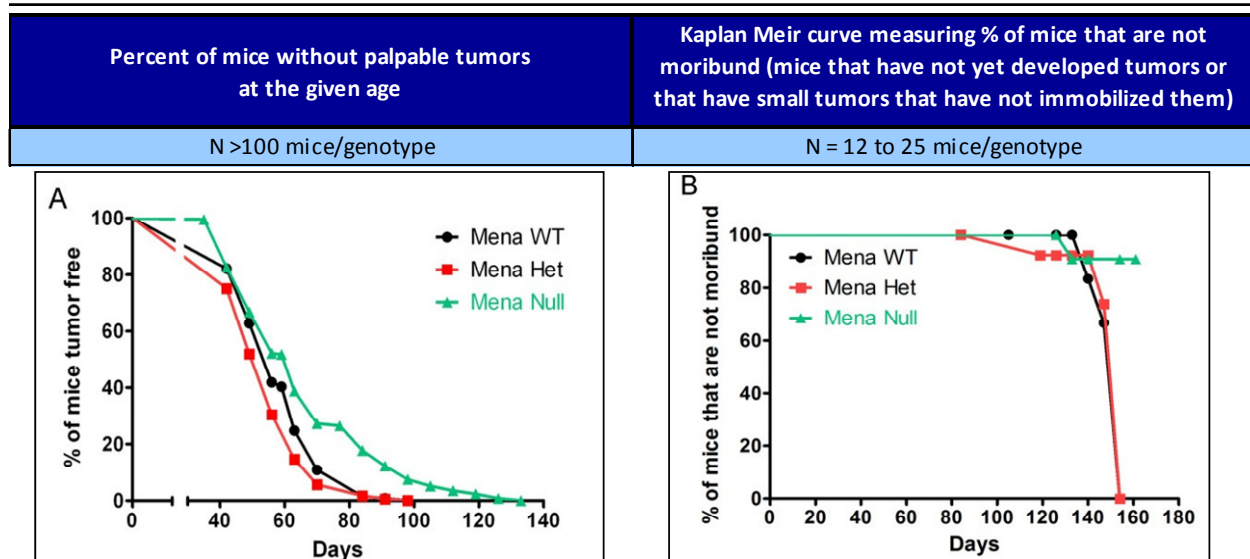 Percent of mice without palpable tumors
at the given age
Kaplan Meir curve measuring % of mice that are not
moribund (mice that have not yet developed tumors or
that have small tumors that have not immobilized them)
N >100 mice/genotype
N = 12 to 25 mice/genotype
A
% of mice tumor free
100
80
60
40
20
0
Mena WT
Mena Het
Mena Null
0 40 60 80 100 120 140
Days
B
% of mice that are not moribund
100
80
60
40
20
0
Mena WT
Mena Het
Mena Null
0 20 40 60 80 100 120 140 160 180
Days